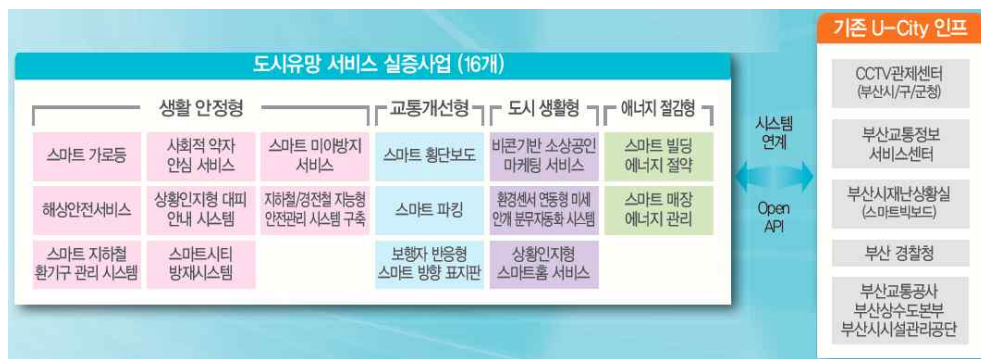 기존 U-City 인프
도시유망 서비스 실증사업 (16개)
생활 안정형
교통개선형
도시 생활형
애너지 절감형
스마트 가로등
사회적 약자
안심 서비스
스마트 미아방지
서비스
스마트 횡단보도
비콘기반 소상공인
마케팅 서비스
스마트 빌딩
에너지 절약
해상안전서비스
상황인지형 대피
안내 시스템
지하철/경전철 지능형
안전관리 시스템 구축
스마트 파킹
환경센서 연동형 미세
안개 분무자동화 시스템
스마트 매장
에너지 관리
스마트 지하철
환기구 관리 시스템
스마트시티
방재시스템
보행자 반응형
스마트 방향 표지판
상황인지형
스마트홈 서비스
시스템
연계
Open
API
CCTV관제센터
(부산시/구/군청)
부산교통정보
서비스센터
부산시재난상황실
(스마트빅보드)
부산 경찰청
부산교통공사
부산상수도본부
부산시시설관리공단